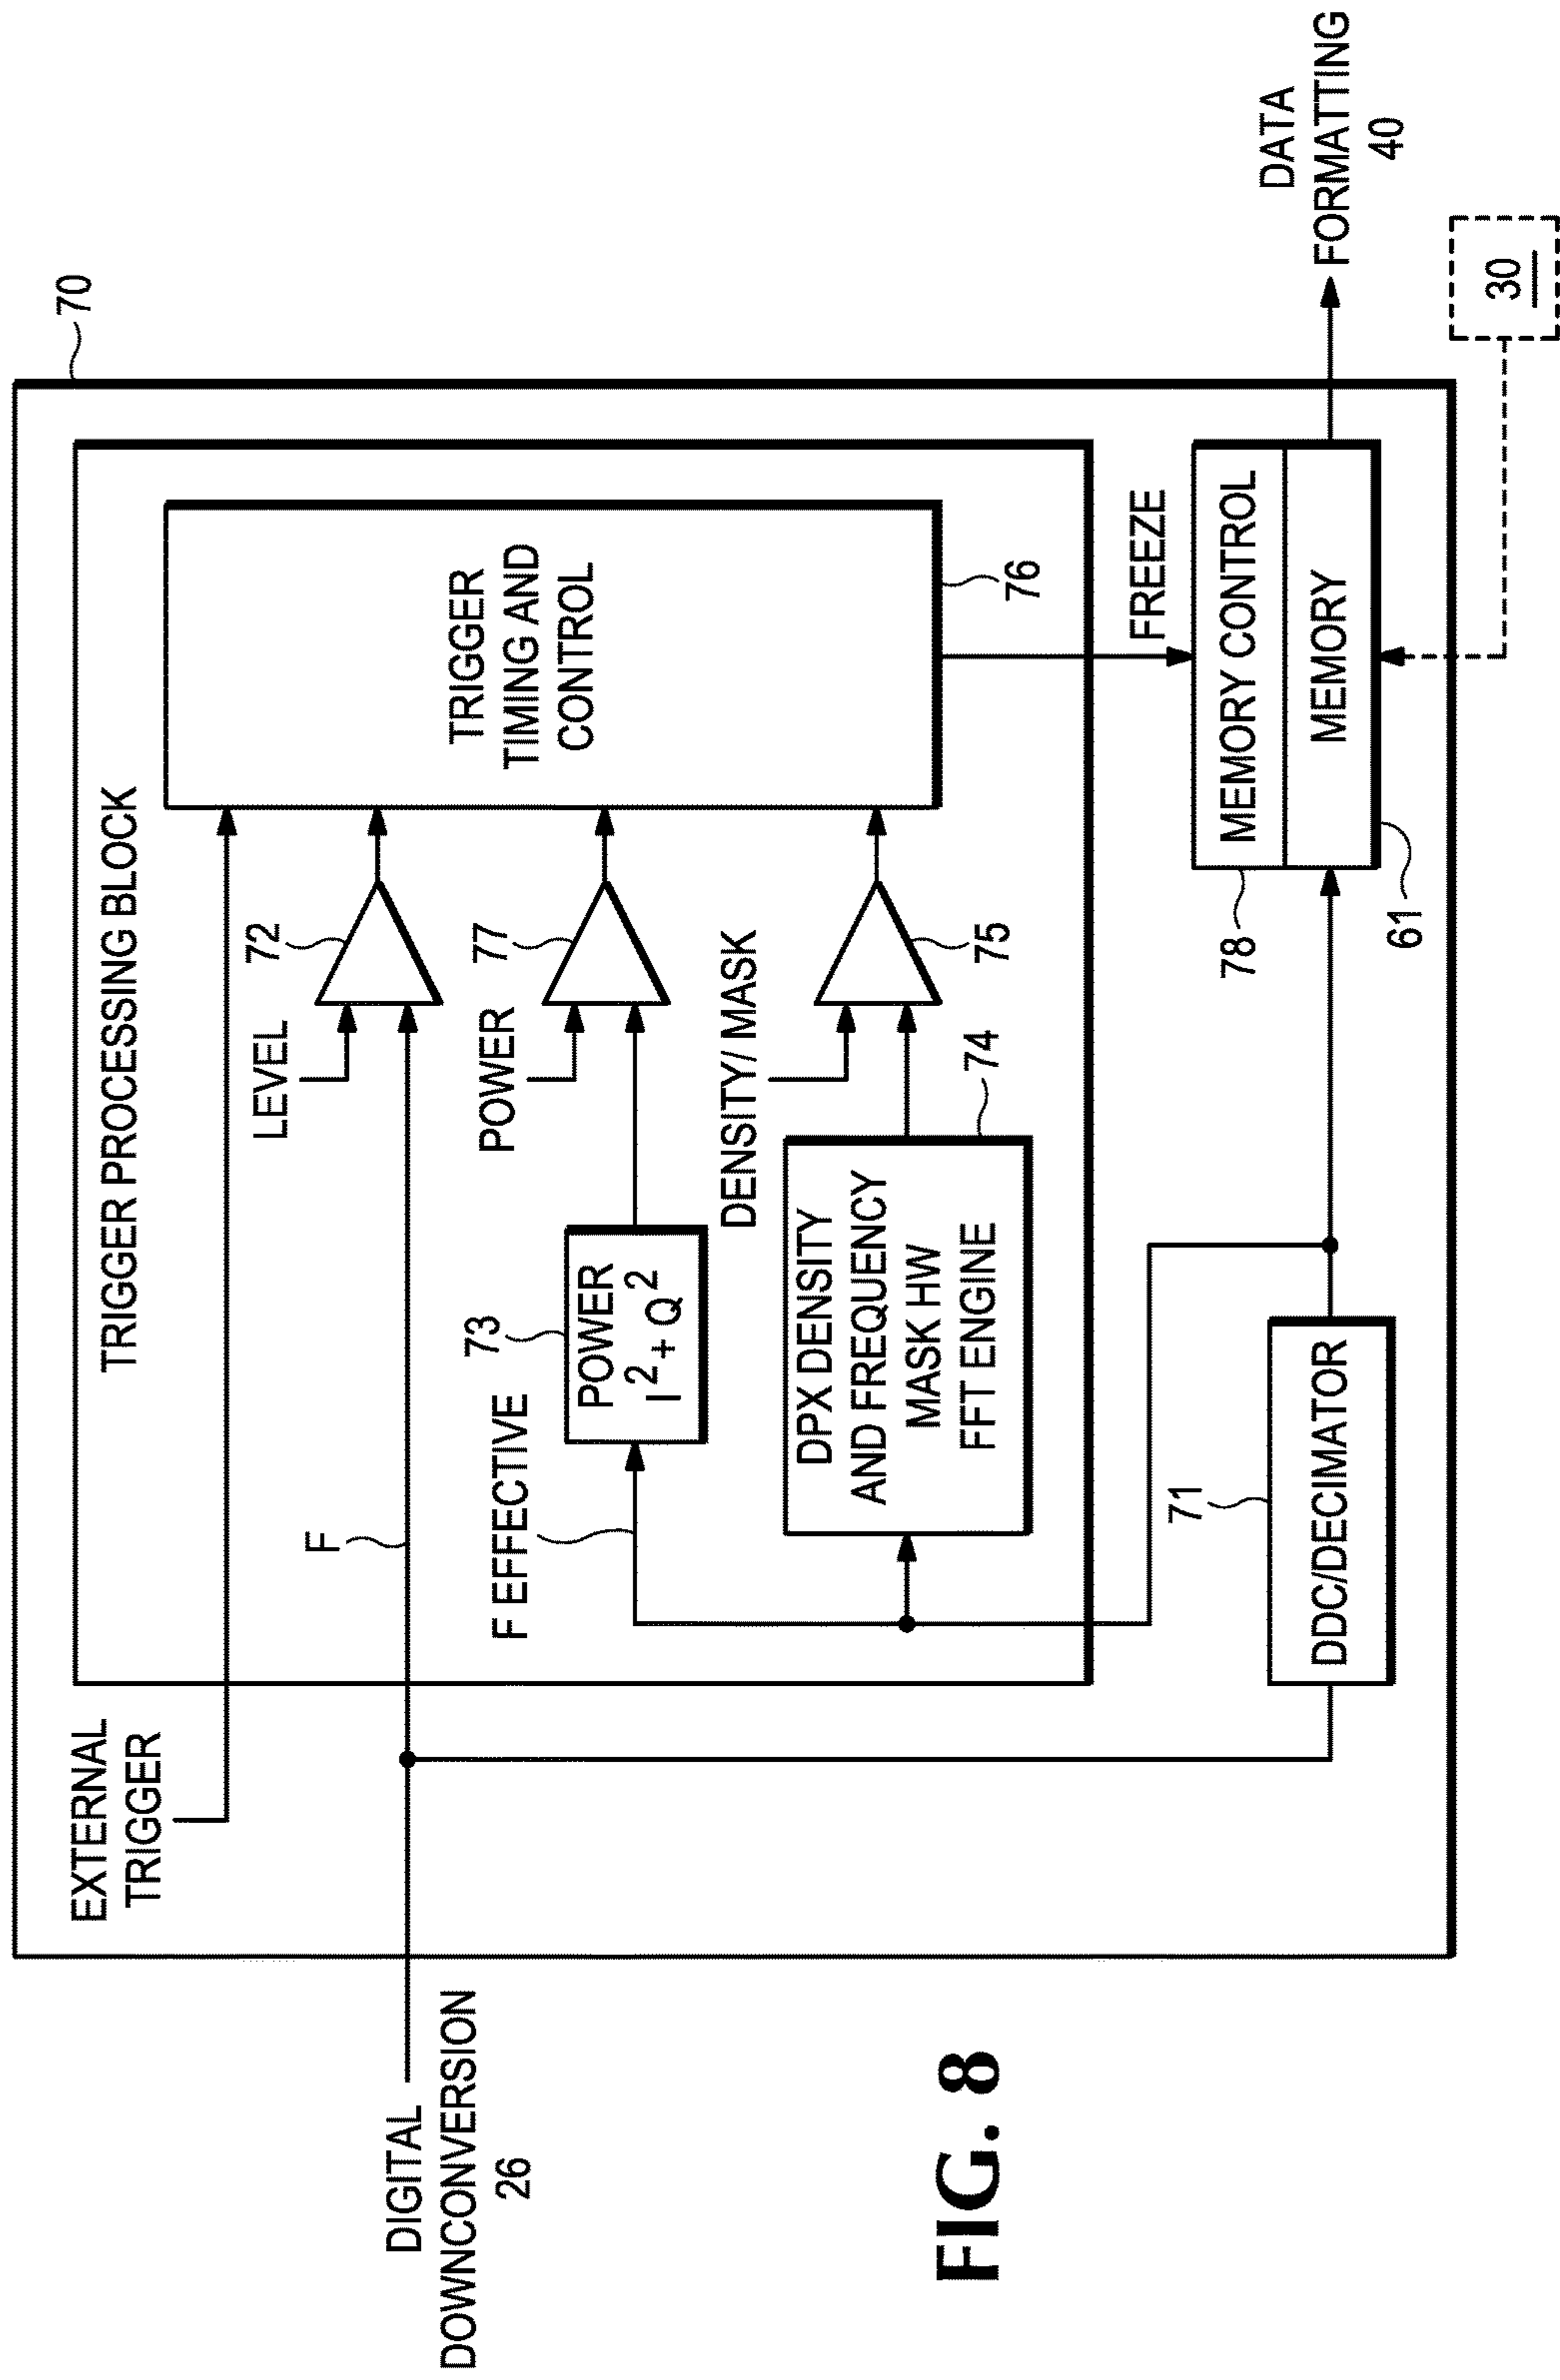 70
TRIGGER PROCESSING BLOCK
EXTERNAL
TRIGGER
LEVEL
72
F
TRIGGER
TIMING AND
CONTROL
76
DIGITAL
DOWNCONVERSION
26
F EFFECTIVE
73
POWER
I² + Q²
POWER
77
DENSITY/ MASK
75
DPX DENSITY
AND FREQUENCY
MASK HW
FFT ENGINE
74
FREEZE
71
DDC/DECIMATOR
78
MEMORY CONTROL
MEMORY
61
DATA
FORMATTING
40
30
FIG. 8